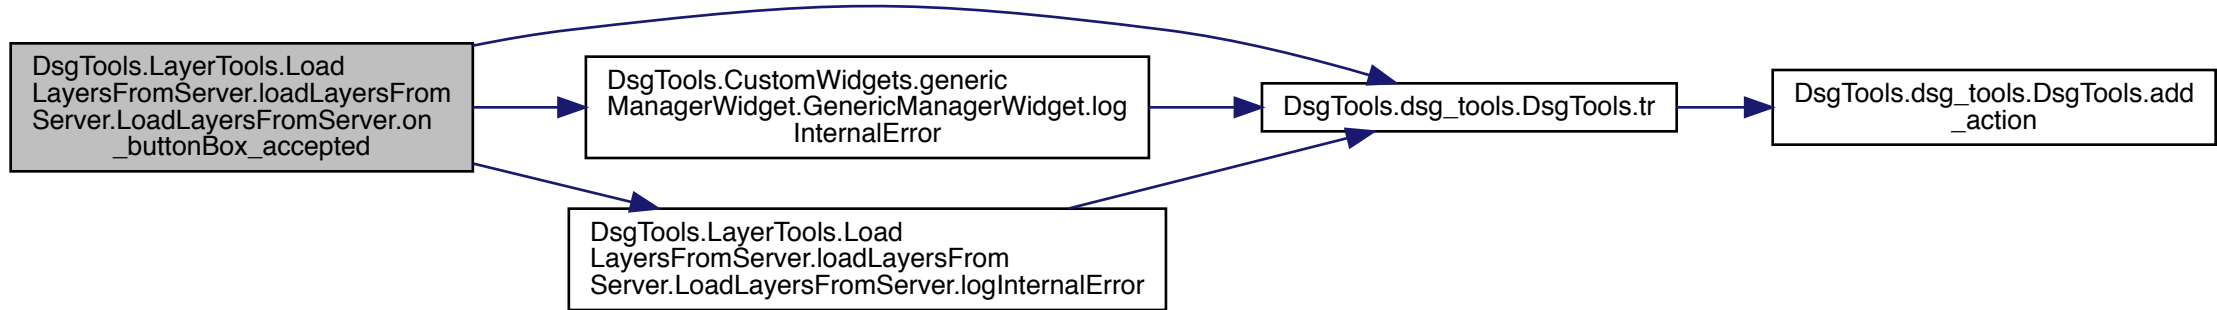 DsgTools.LayerTools.Load
LayersFromServer.loadLayersFrom
Server.LoadLayersFromServer.on
_buttonBox_accepted
DsgTools.CustomWidgets.generic
ManagerWidget.GenericManagerWidget.log
InternalError
DsgTools.LayerTools.Load
LayersFromServer.loadLayersFrom
Server.LoadLayersFromServer.logInternalError
DsgTools.dsg_tools.DsgTools.tr
DsgTools.dsg_tools.DsgTools.add
_action